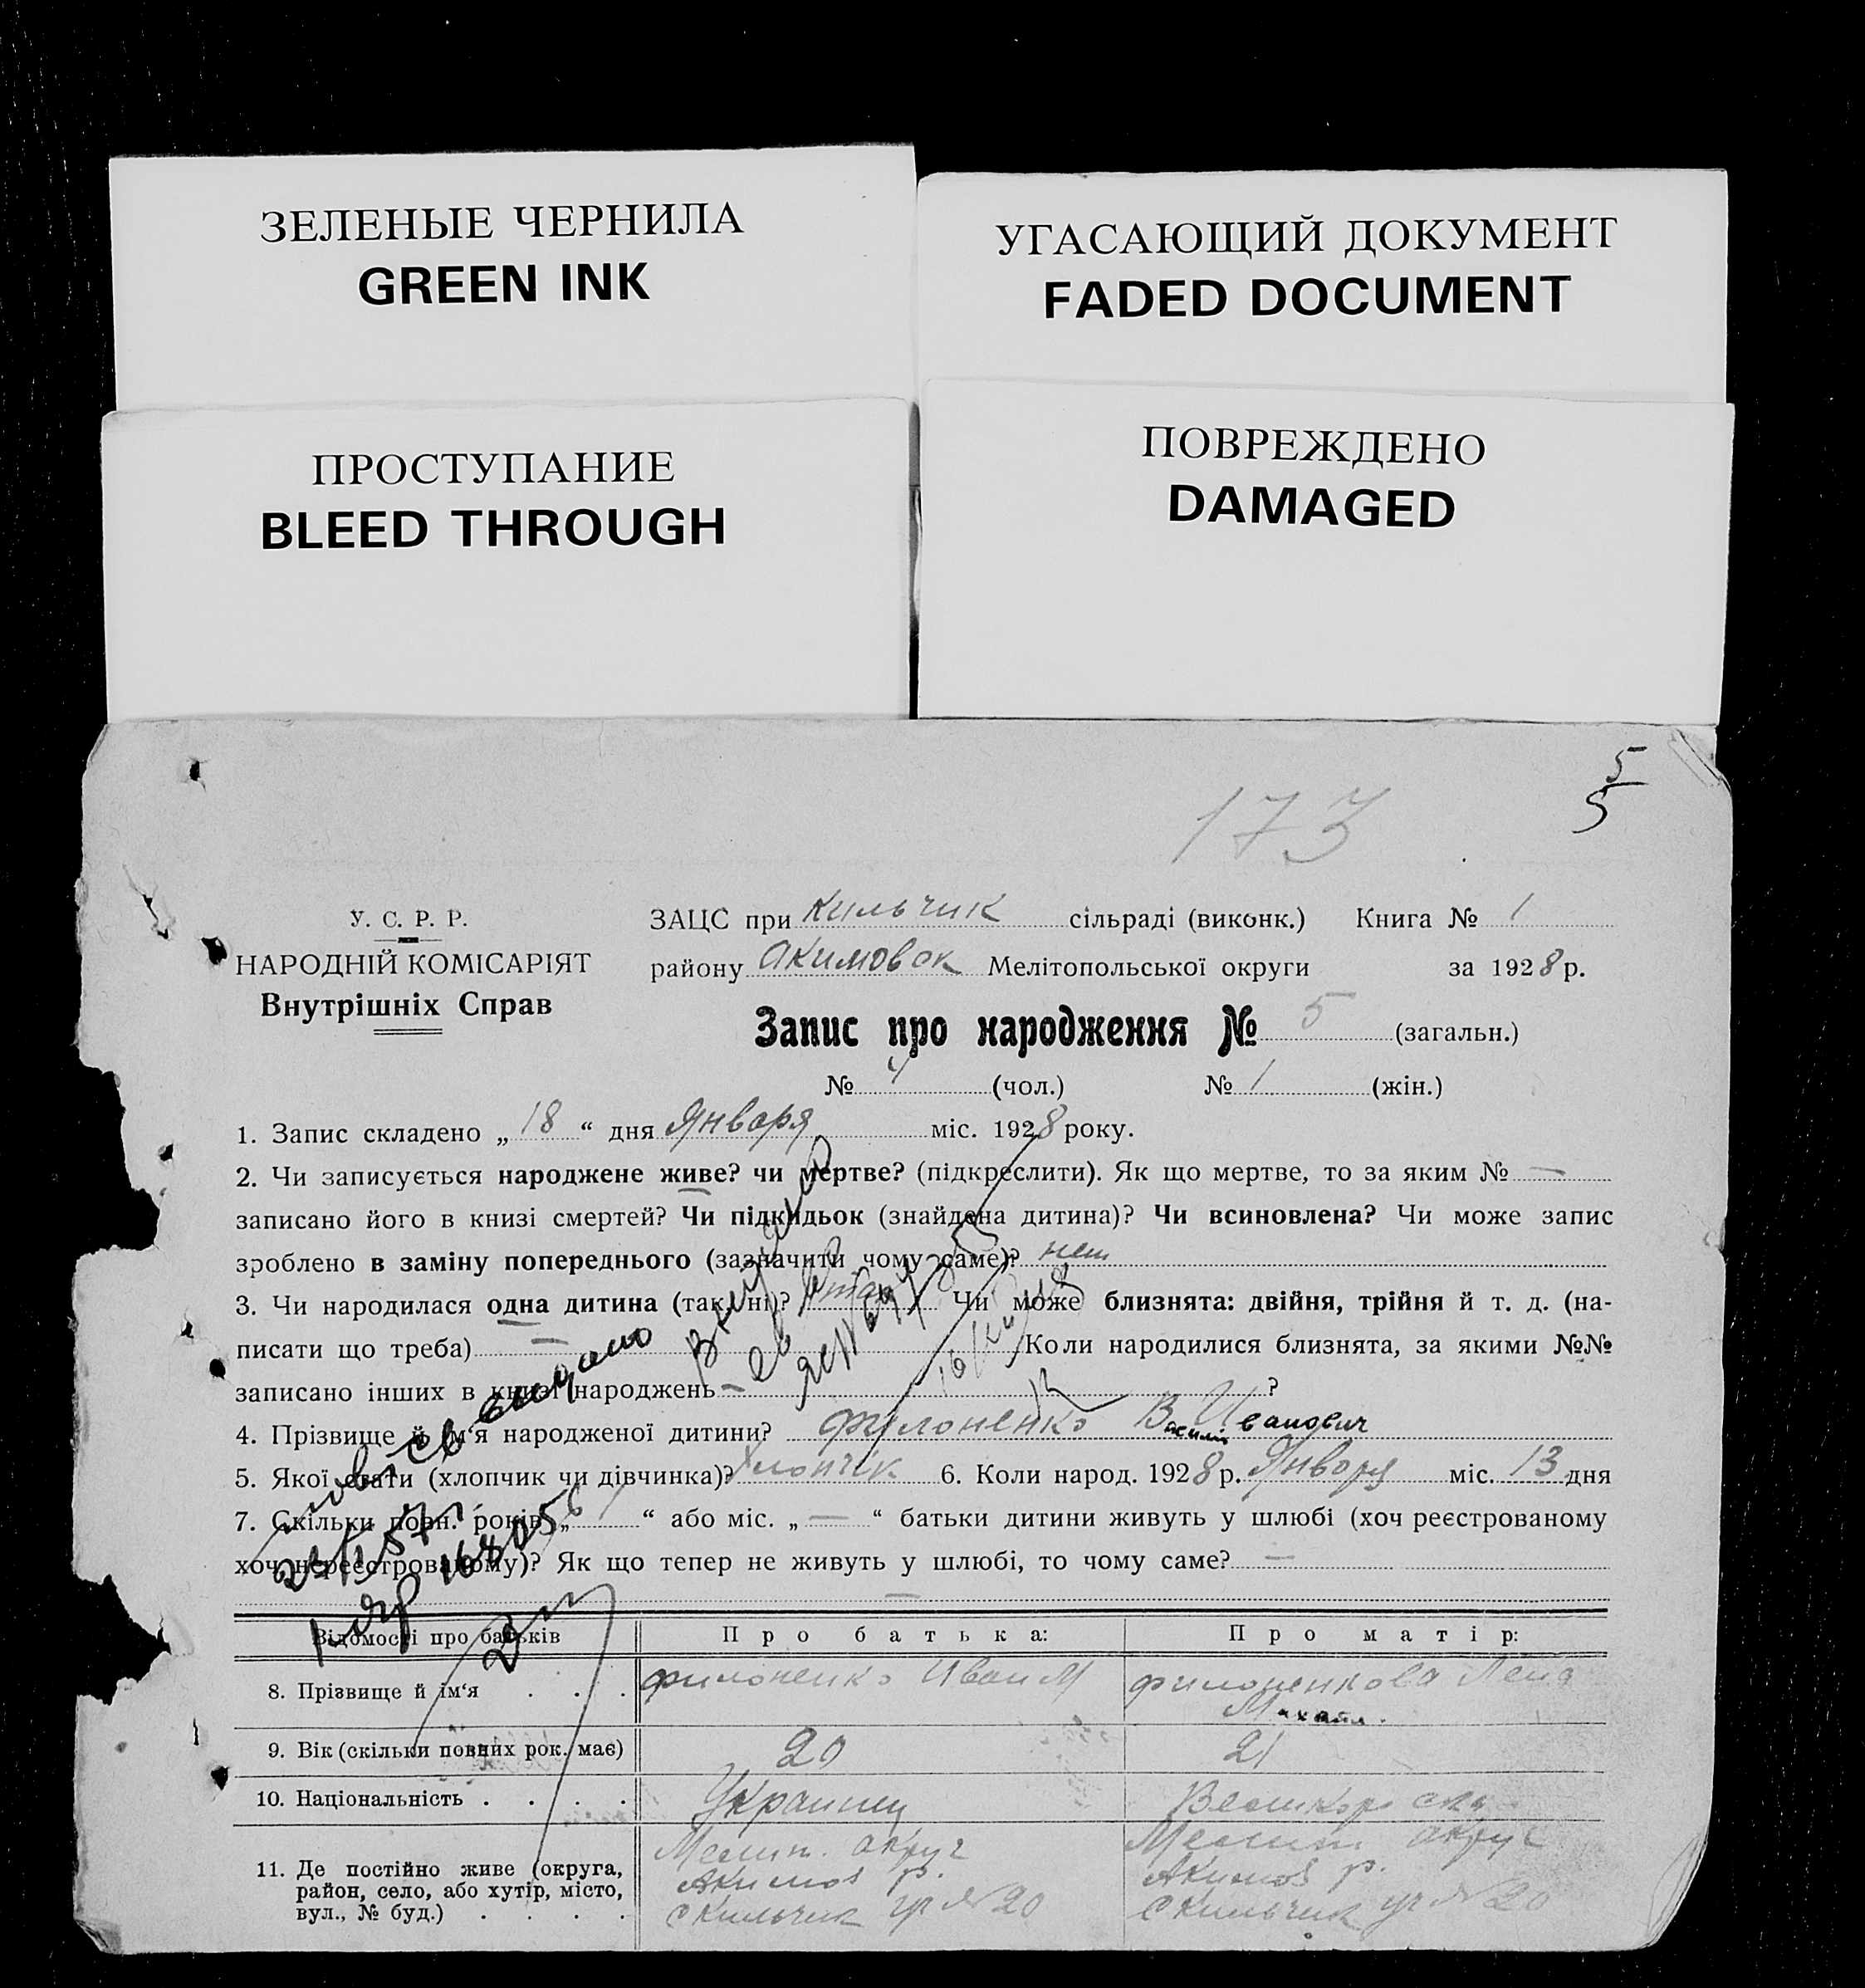 ЗЕЛЕНЫЕ ЧЕРНИЛА
GREEN INK
УГАСАЮЩИЙ ДОКУМЕНТ
FADED DOCUMENT
ПРОСТУПАНИЕ
BLEED THROUGH
ПОВРЕЖДЕНО
DAMAGED
5
5
173
У. С. Р. Р.
НАРОДНІЙ КОМІСАРІЯТ
Внутрішніх Справ
ЗАЦС при Кильчик сільраді (виконк.) Книга № 1
району Акимовок Мелітопольської округи за 1928 р.
Запис про народження № 5 (загальн.)
№ 4 (чол.) № 1 (жін.)
1. Запис складено „18“ дня Января міс. 1928 року.
2. Чи записується народжене живе? чи мертве? (підкреслити). Як що мертве, то за яким № —
записано його в книзі смертей? Чи підкидьок (знайдена дитина)? Чи всиновлена? Чи може запис
зроблено в заміну попереднього (зазначити чому саме)? нет
3. Чи народилася одна дитина (так, ні)? так Чи може близнята: двійня, трійня й т. д. (на-
писати що треба) — Коли народилися близнята, за якими №№
записано інших в книзі народжень — ?
4. Прізвище й ім‘я народженої дитини? Филоненко Василий Иванович
5. Якої стати (хлопчик чи дівчинка)? Хлопчик 6. Коли народ. 1928 р. Января міс. 13 дня
7. Скільки повн. років „ “ або міс. „ — “ батьки дитини живуть у шлюбі (хоч реєстрованому
хоч нереєстрованому)? Як що тепер не живуть у шлюбі, то чому саме? —
—
Відомості про батьків Про батька: Про матір:
8. Прізвище й ім‘я . . . Филоненко Иван М Филоненкова Лена
Михайл.
9. Вік (скільки повних рок. має) 20 21
10. Національність . . . . Украинец
11. Де постійно живе (округа, Мелит. округ Мелит округ
район, село, або хутір, місто, Акимов р. Акимов р.
вул., № буд.) . . . . с Кильчик № 20 с Кильчик № 20